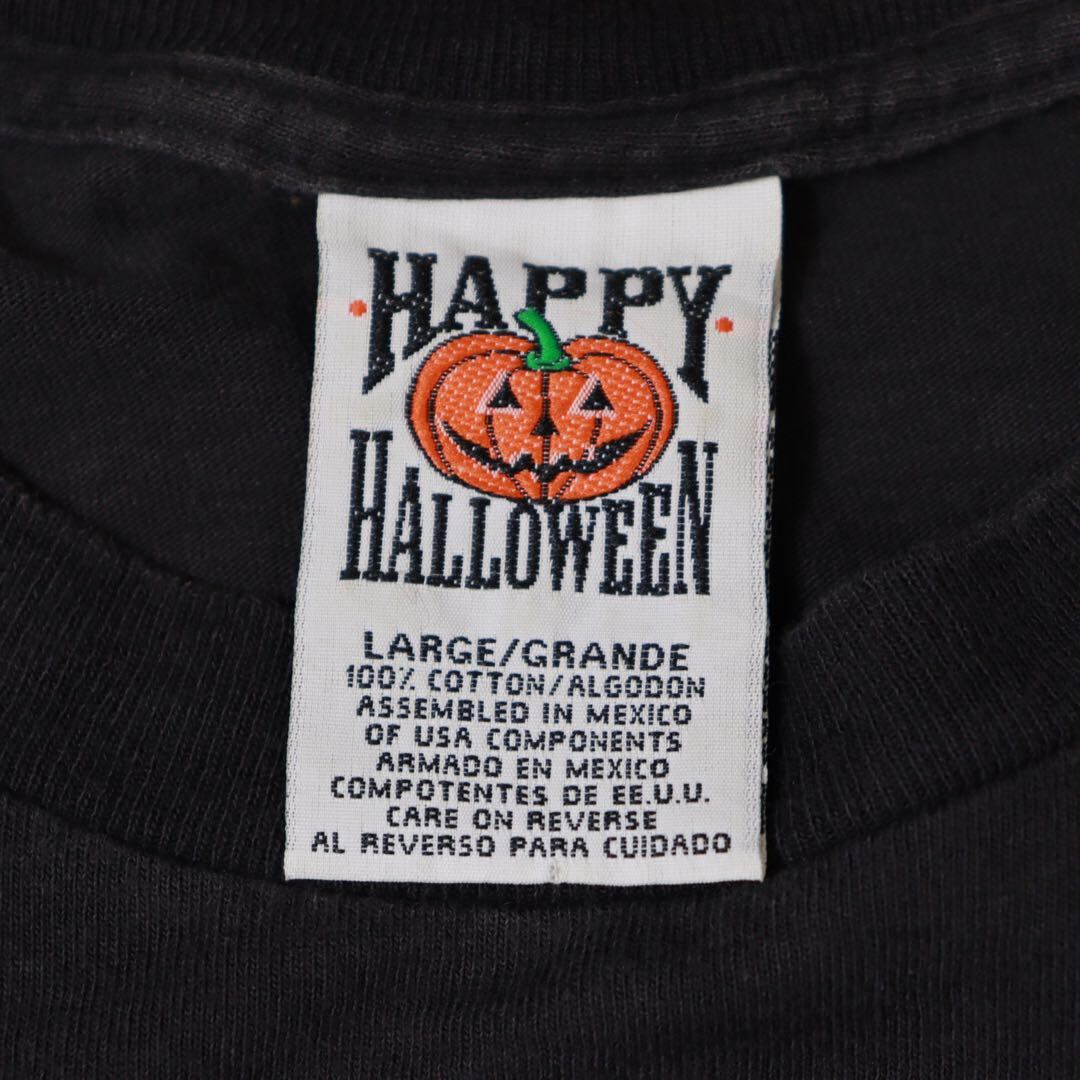 HAPPY
HALLOWEEN
LARGE/GRANDE
100% COTTON/ALGODON
ASSEMBLED IN MEXICO
OF USA COMPONENTS
ARMADO EN MEXICO
COMPOTENTES DE EE.U.U.
CARE ON REVERSE
AL REVERSO PARA CUIDADO